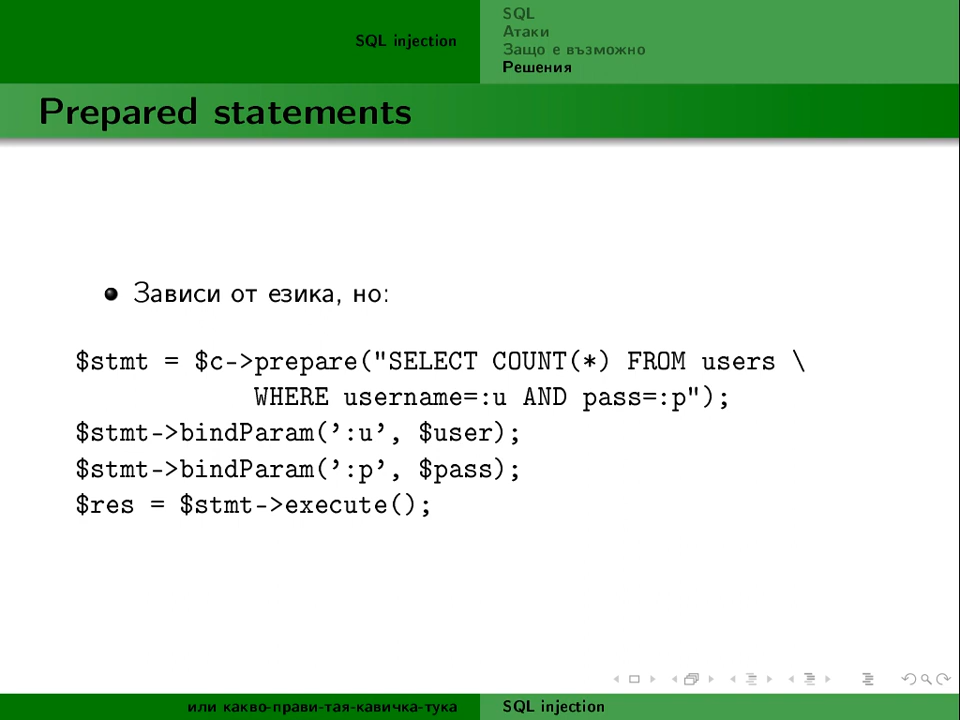 SQL injection
SQL
Атаки
Защо е възможно
Решения
Prepared statements
Зависи от езика, но:
$stmt = $c->prepare("SELECT COUNT(*) FROM users \
WHERE username=:u AND pass=:p");
$stmt->bindParam(’:u’, $user);
$stmt->bindParam(’:p’, $pass);
$res = $stmt->execute();
или какво-прави-тая-кавичка-тука
SQL injection